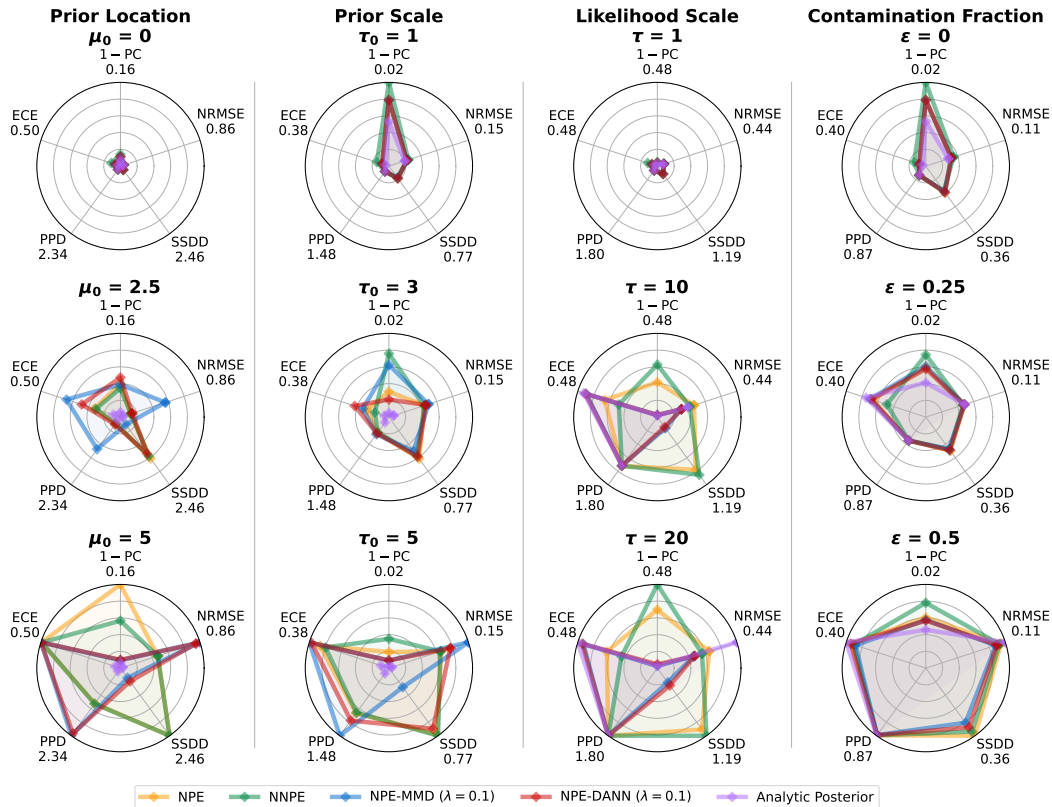 Prior Location
Prior Scale
Likelihood Scale
Contamination Fraction
μ₀ = 0
τ₀ = 1
τ = 1
ε = 0
1 − PC
0.16
1 − PC
0.02
1 − PC
0.48
1 − PC
0.02
ECE
0.50
NRMSE
0.86
ECE
0.38
NRMSE
0.15
ECE
0.48
NRMSE
0.44
ECE
0.40
NRMSE
0.11
PPD
2.34
SSDD
2.46
PPD
1.48
SSDD
0.77
PPD
1.80
SSDD
1.19
PPD
0.87
SSDD
0.36
μ₀ = 2.5
τ₀ = 3
τ = 10
ε = 0.25
1 − PC
0.16
1 − PC
0.02
1 − PC
0.48
1 − PC
0.02
ECE
0.50
NRMSE
0.86
ECE
0.38
NRMSE
0.15
ECE
0.48
NRMSE
0.44
ECE
0.40
NRMSE
0.11
PPD
2.34
SSDD
2.46
PPD
1.48
SSDD
0.77
PPD
1.80
SSDD
1.19
PPD
0.87
SSDD
0.36
μ₀ = 5
τ₀ = 5
τ = 20
ε = 0.5
1 − PC
0.16
1 − PC
0.02
1 − PC
0.48
1 − PC
0.02
ECE
0.50
NRMSE
0.86
ECE
0.38
NRMSE
0.15
ECE
0.48
NRMSE
0.44
ECE
0.40
NRMSE
0.11
PPD
2.34
SSDD
2.46
PPD
1.48
SSDD
0.77
PPD
1.80
SSDD
1.19
PPD
0.87
SSDD
0.36
NPE
NNPE
NPE-MMD (λ = 0.1)
NPE-DANN (λ = 0.1)
Analytic Posterior